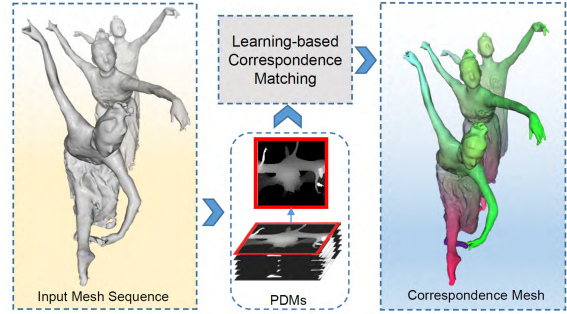 Learning-based
Correspondence
Matching
Input Mesh Sequence
PDMs
Correspondence Mesh